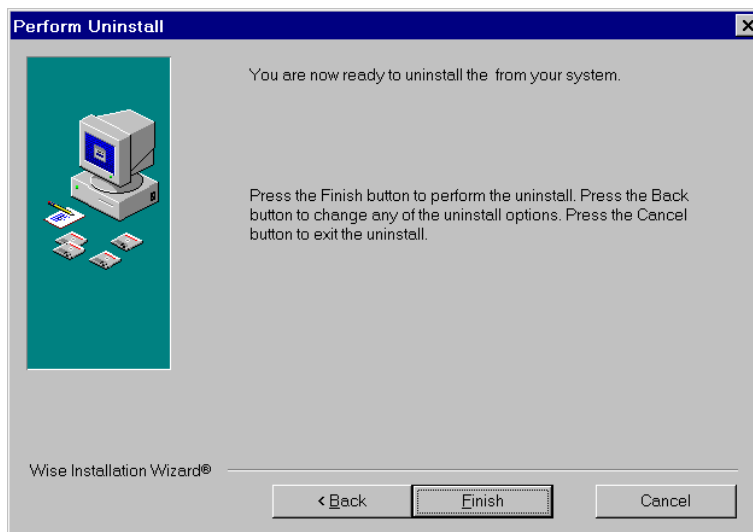 Perform Uninstall
You are now ready to uninstall the  from your system.
Press the Finish button to perform the uninstall. Press the Back
button to change any of the uninstall options. Press the Cancel
button to exit the uninstall.
Wise Installation Wizard®
< Back
Finish
Cancel